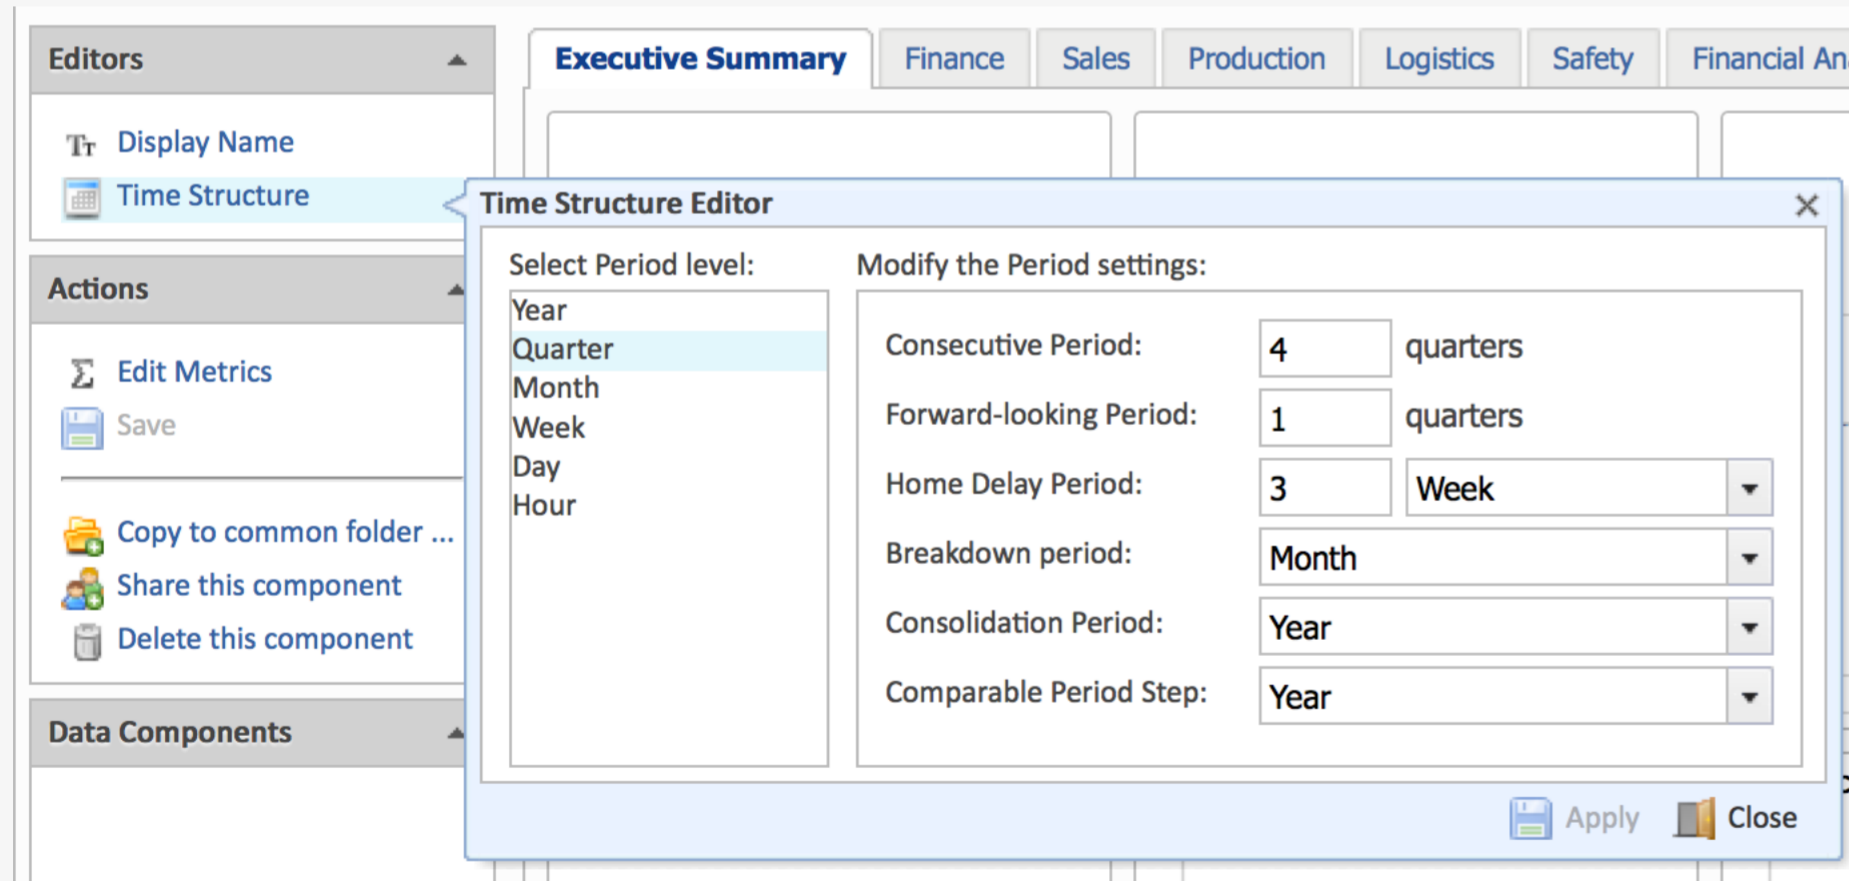 Editors
Display Name
Time Structure
Actions
Edit Metrics
Save
Copy to common folder ...
Share this component
Delete this component
Data Components
Executive Summary Finance Sales Production Logistics Safety Financial
Time Structure Editor
Select Period level:
Year
Quarter
Month
Week
Day
Hour
Modify the Period settings:
Consecutive Period: 4 quarters
Forward-looking Period: 1 quarters
Home Delay Period: 3 Week
Breakdown period: Month
Consolidation Period: Year
Comparable Period Step: Year
Apply Close